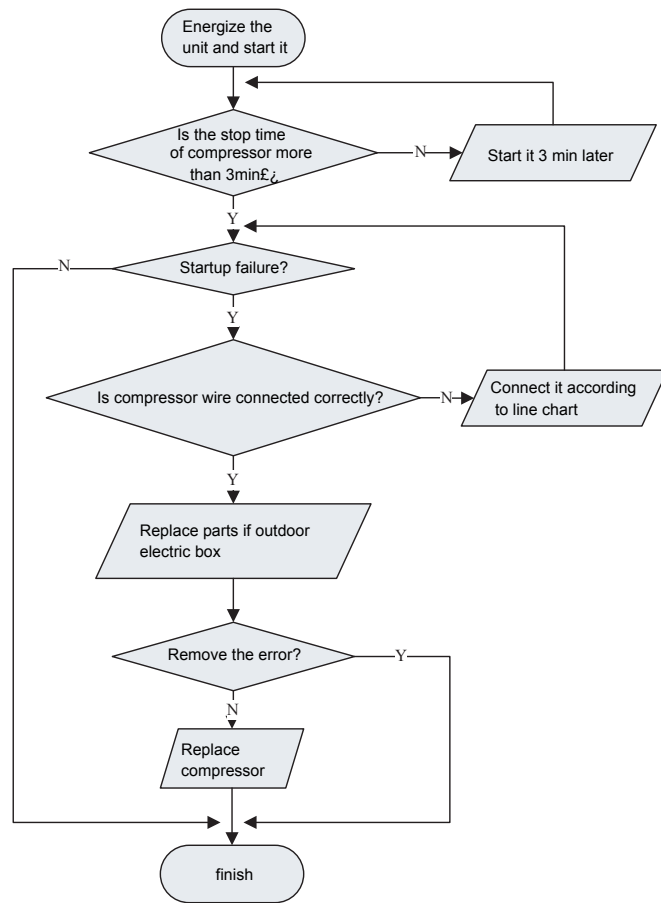 Energize the
unit and start it
Is the stop time
of compressor more
than 3min£¿
N
Start it 3 min later
Y
N
Startup failure?
Y
Is compressor wire connected correctly?
N
Connect it according
to line chart
Y
Replace parts if outdoor
electric box
Remove the error?
Y
N
Replace
compressor
finish